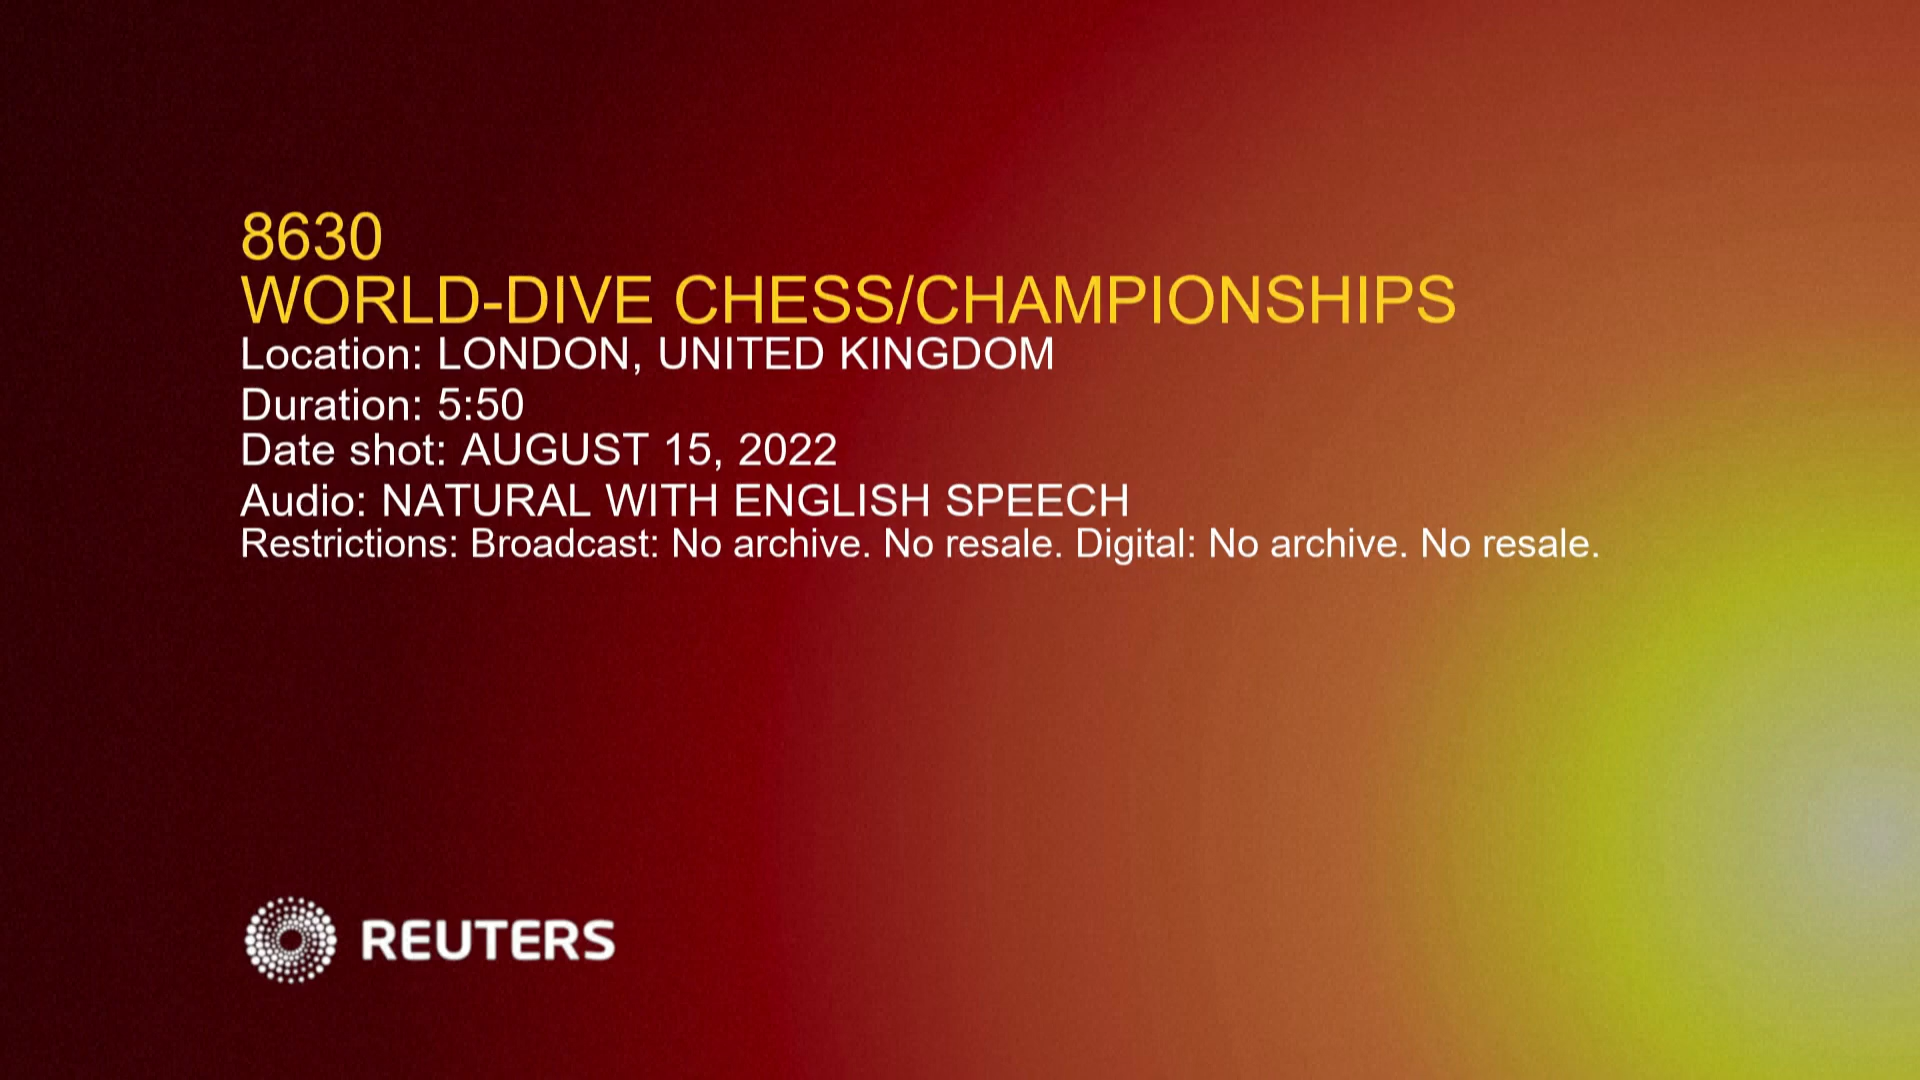 8630
WORLD-DIVE CHESS/CHAMPIONSHIPS
Location: LONDON, UNITED KINGDOM
Duration: 5:50
Date shot: AUGUST 15, 2022
Audio: NATURAL WITH ENGLISH SPEECH
Restrictions: Broadcast: No archive. No resale. Digital: No archive. No resale.
REUTERS